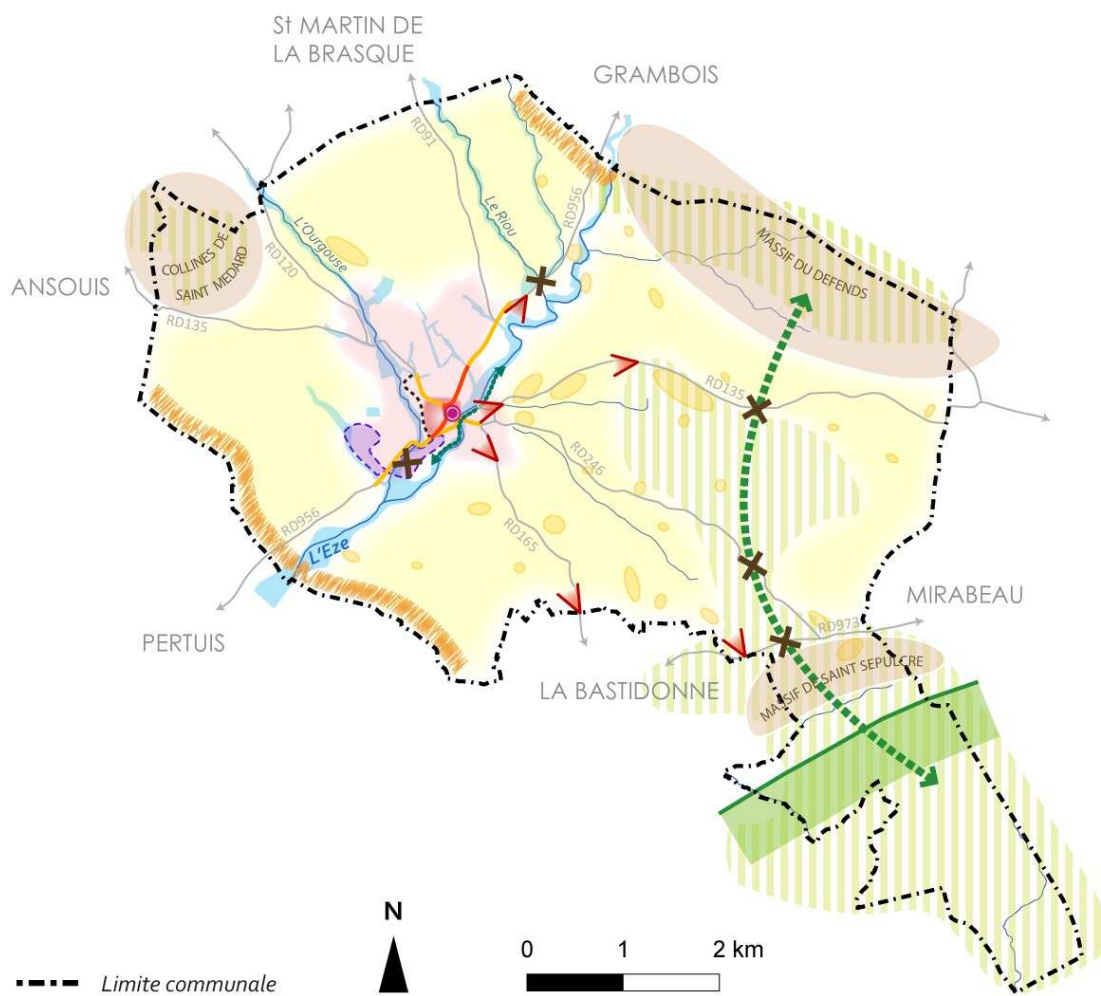 St MARTIN DE
LA BRASQUE
GRAMBOIS
RD91
Le Riou
RD956
L'Ourgouse
RD120
COLLINES DE
SAINT MEDARD
ANSOUIS
RD135
MASSIF DU DEFENDS
RD135
RD246
RD956
L'Eze
RD165
PERTUIS
MIRABEAU
RD973
LA BASTIDONNE
MASSIF DE SAINT SEPULCRE
N
0 1 2 km
Limite communale